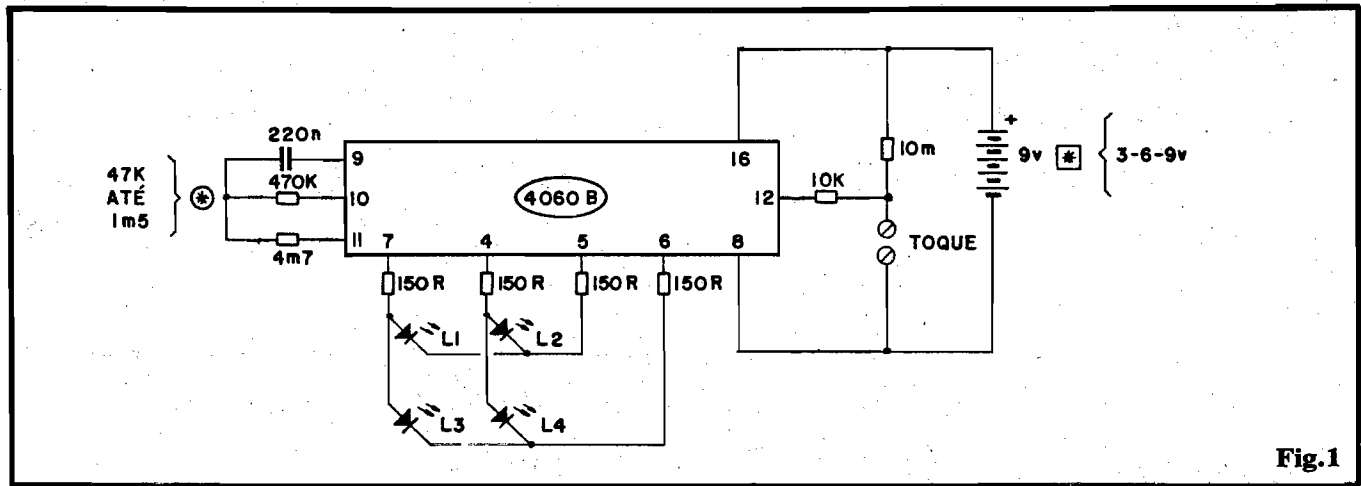 220n
9
47K
ATÉ
1m5
*
470K
10
4m7
11
4060 B
7
4
5
6
8
16
12
10K
10m
+
9v
*
3-6-9v
TOQUE
150R
150R
150R
150R
L1
L2
L3
L4
Fig.1